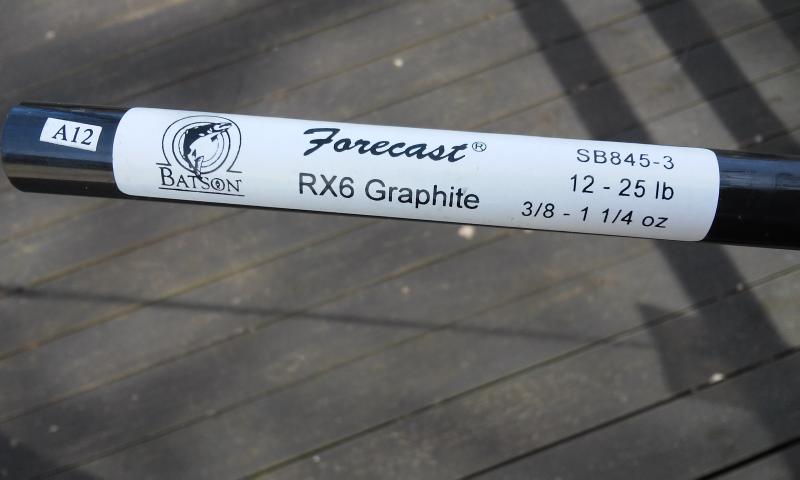 A12
BATSON
Forecast®
RX6 Graphite
SB845-3
12 - 25 lb
3/8 - 1 1/4 oz